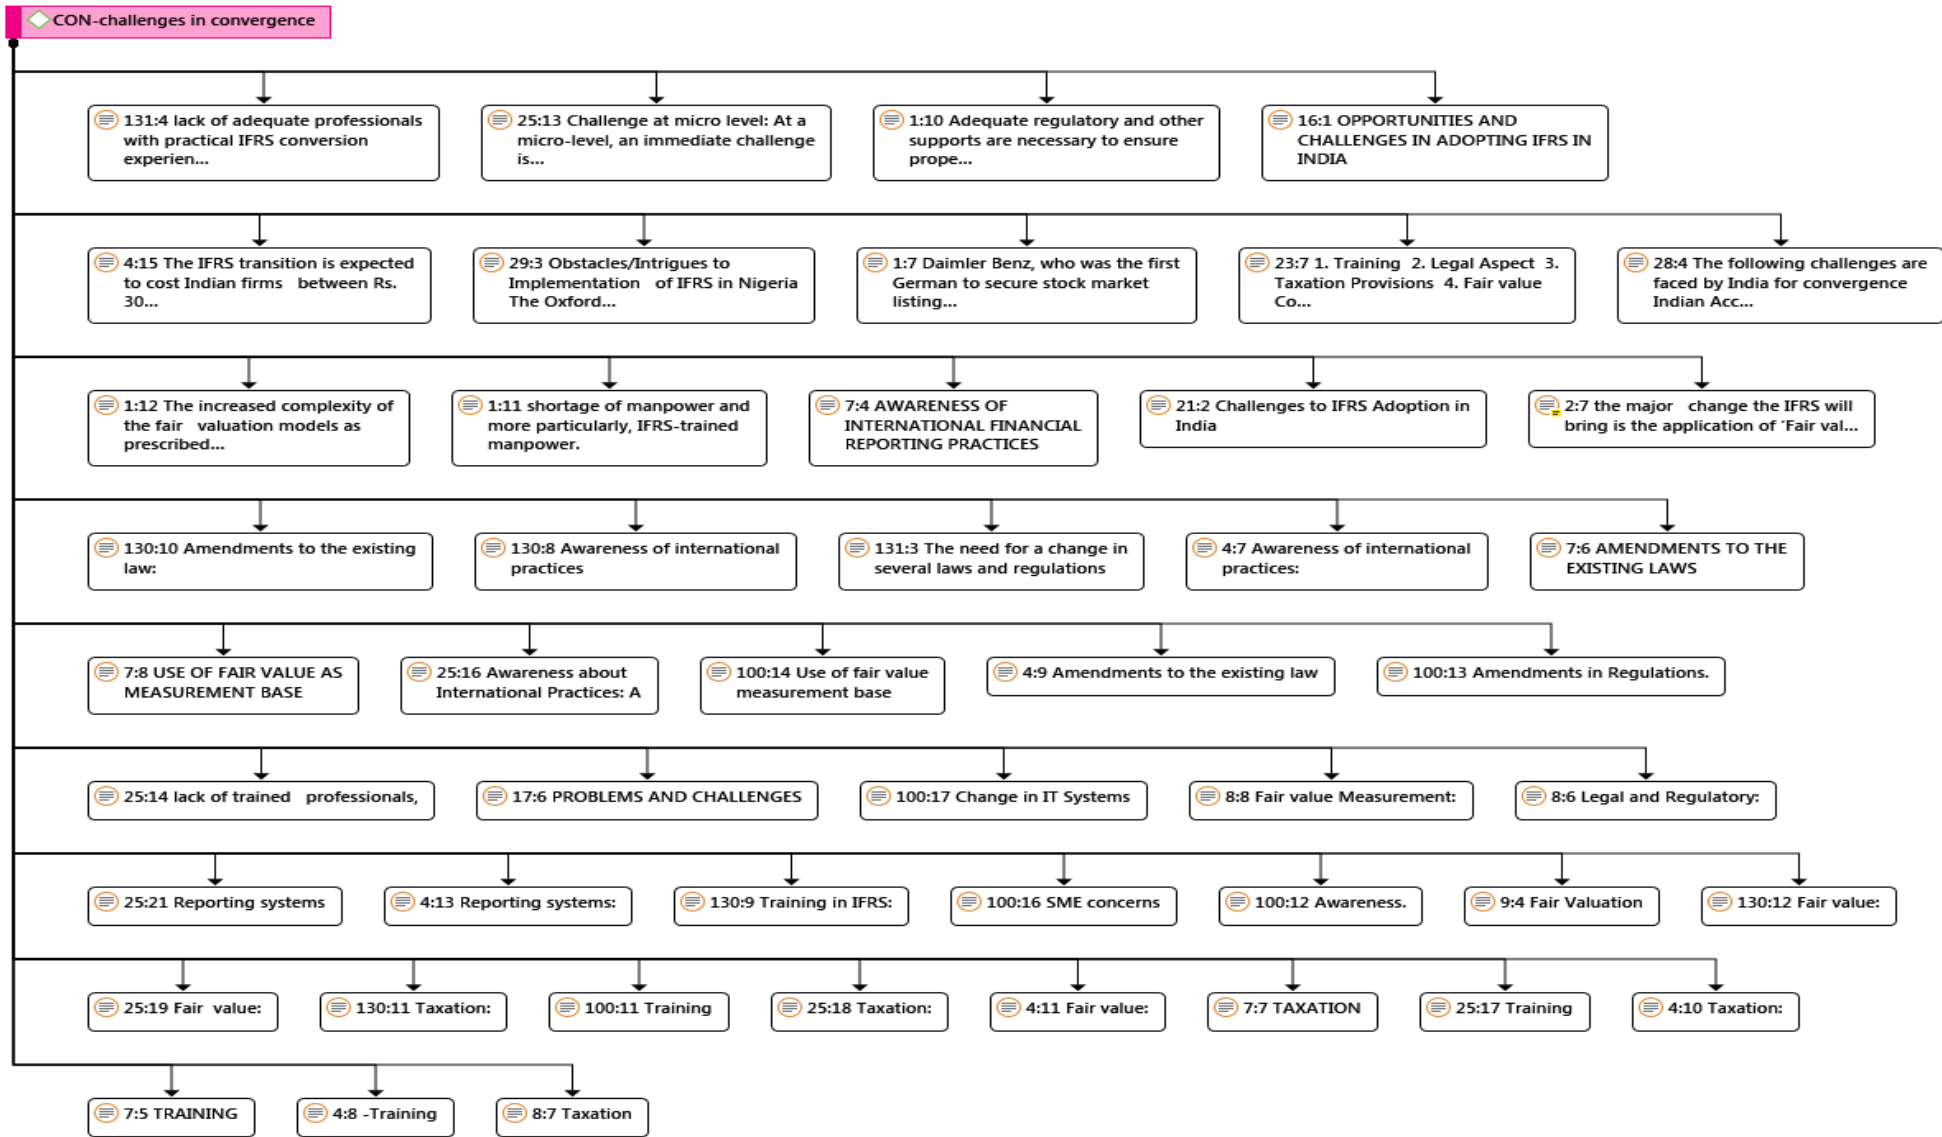 CON-challenges in convergence
131:4 lack of adequate professionals
with practical IFRS conversion
experien...
25:13 Challenge at micro level: At a
micro-level, an immediate challenge
is...
1:10 Adequate regulatory and other
supports are necessary to ensure
prope...
16:1 OPPORTUNITIES AND
CHALLENGES IN ADOPTING IFRS IN
INDIA
4:15 The IFRS transition is expected
to cost Indian firms between Rs.
30...
29:3 Obstacles/Intrigues to
Implementation of IFRS in Nigeria
The Oxford...
1:7 Daimler Benz, who was the first
German to secure stock market
listing...
23:7 1. Training 2. Legal Aspect 3.
Taxation Provisions 4. Fair value
Co...
28:4 The following challenges are
faced by India for convergence
Indian Acc...
1:12 The increased complexity of
the fair valuation models as
prescribed...
1:11 shortage of manpower and
more particularly, IFRS-trained
manpower.
7:4 AWARENESS OF
INTERNATIONAL FINANCIAL
REPORTING PRACTICES
21:2 Challenges to IFRS Adoption in
India
2:7 the major change the IFRS will
bring is the application of 'Fair val...
130:10 Amendments to the existing
law:
130:8 Awareness of international
practices
131:3 The need for a change in
several laws and regulations
4:7 Awareness of international
practices:
7:6 AMENDMENTS TO THE
EXISTING LAWS
7:8 USE OF FAIR VALUE AS
MEASUREMENT BASE
25:16 Awareness about
International Practices: A
100:14 Use of fair value
measurement base
4:9 Amendments to the existing law
100:13 Amendments in Regulations.
25:14 lack of trained professionals,
17:6 PROBLEMS AND CHALLENGES
100:17 Change in IT Systems
8:8 Fair value Measurement:
8:6 Legal and Regulatory:
25:21 Reporting systems
4:13 Reporting systems:
130:9 Training in IFRS:
100:16 SME concerns
100:12 Awareness.
9:4 Fair Valuation
130:12 Fair value:
25:19 Fair value:
130:11 Taxation:
100:11 Training
25:18 Taxation:
4:11 Fair value:
7:7 TAXATION
25:17 Training
4:10 Taxation:
7:5 TRAINING
4:8 -Training
8:7 Taxation